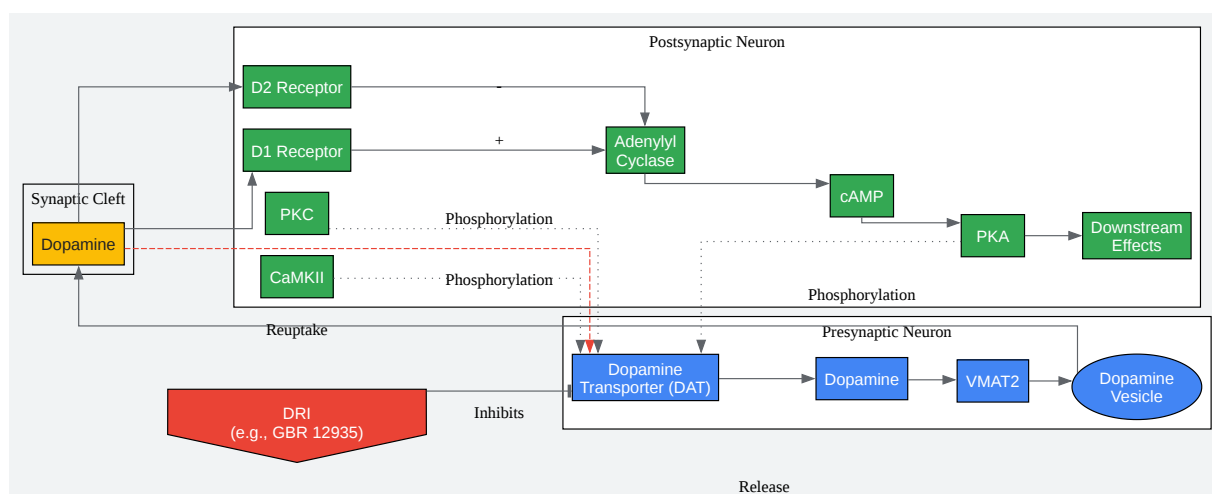 Postsynaptic Neuron
D2 Receptor
-
D1 Receptor
+
Adenylyl
Cyclase
Synaptic Cleft
Dopamine
PKC
Phosphorylation
cAMP
PKA
Downstream
Effects
CaMKII
Phosphorylation
Phosphorylation
Reuptake
Presynaptic Neuron
Dopamine
Transporter (DAT)
Dopamine
VMAT2
Dopamine
Vesicle
DRI
(e.g., GBR 12935)
Inhibits
Release